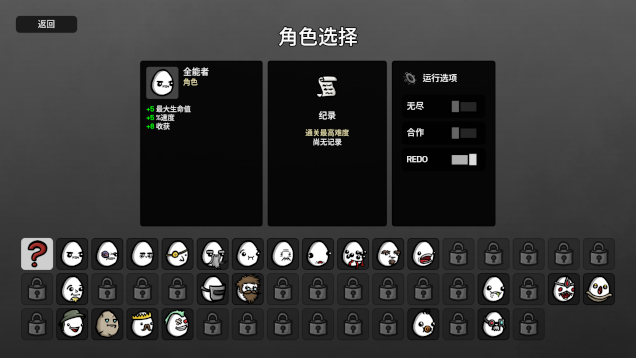 返回
角色选择
全能者
角色
+5 最大生命值
+5 %速度
+8 收获
纪录
通关最高难度
尚无记录
运行选项
无尽
合作
REDO
?